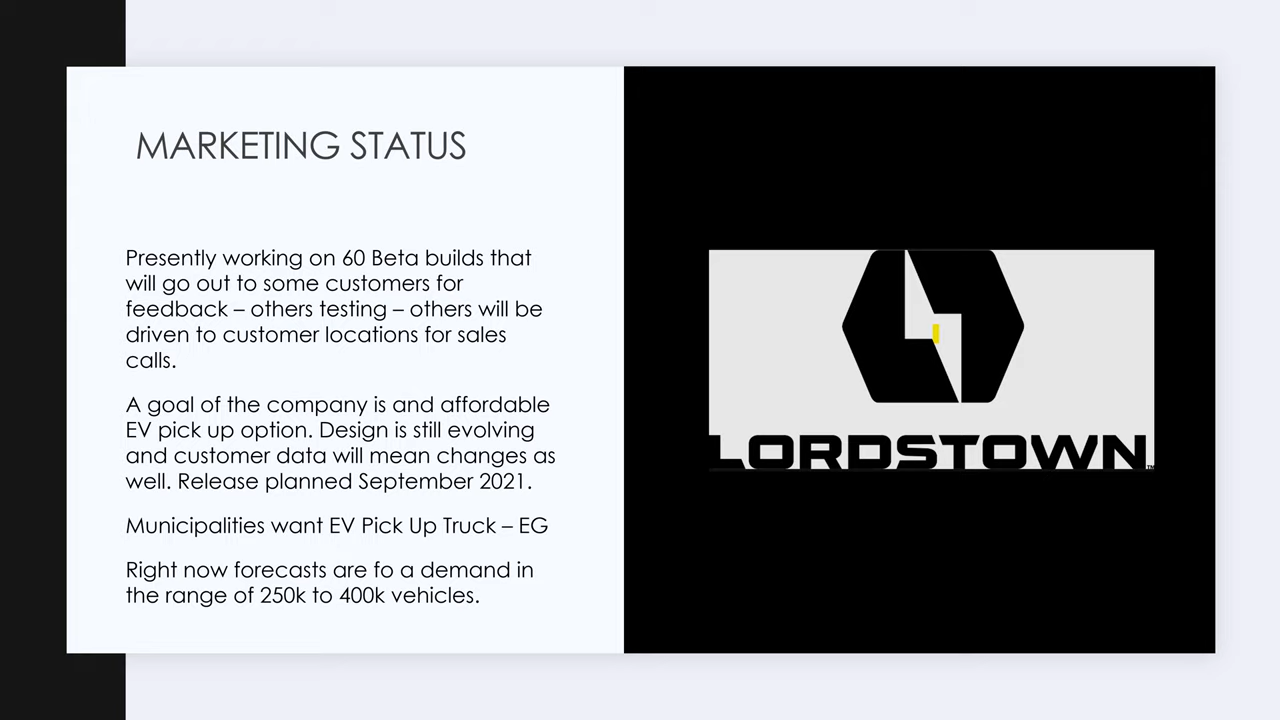 MARKETING STATUS
Presently working on 60 Beta builds that
will go out to some customers for
feedback – others testing – others will be
driven to customer locations for sales
calls.
A goal of the company is and affordable
EV pick up option. Design is still evolving
and customer data will mean changes as
well. Release planned September 2021.
Municipalities want EV Pick Up Truck – EG
Right now forecasts are fo a demand in
the range of 250k to 400k vehicles.
LORDSTOWN™